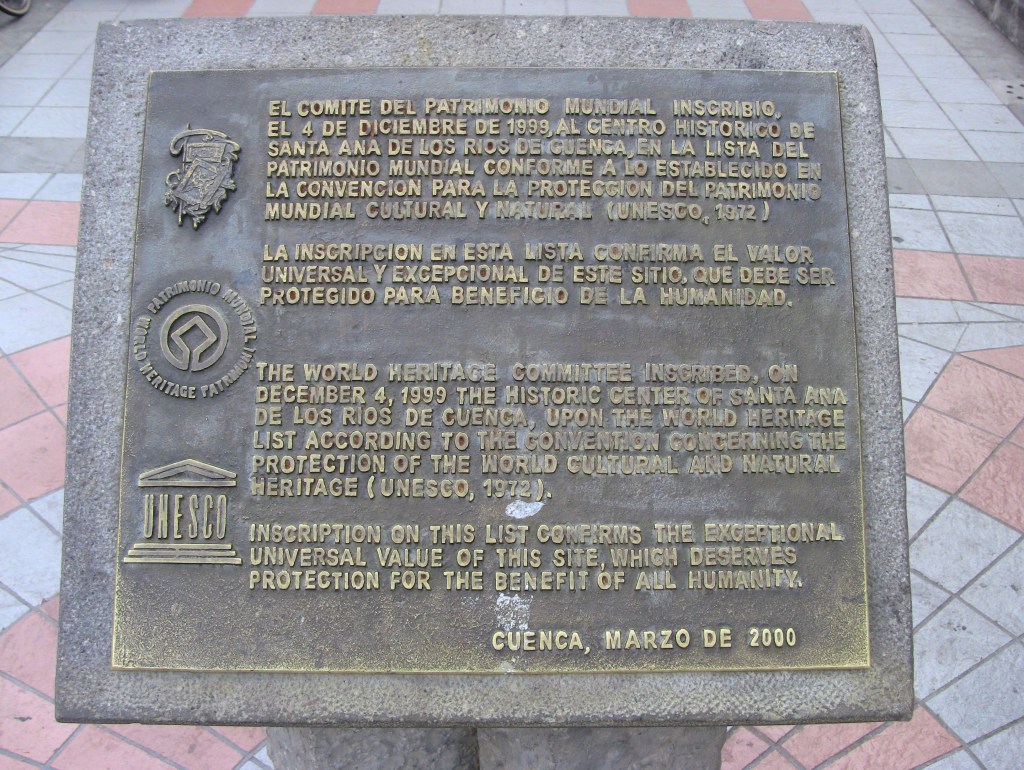 EL COMITE DEL PATRIMONIO MUNDIAL INSCRIBIO,
EL 4 DE DICIEMBRE DE 1999, AL CENTRO HISTORICO DE
SANTA ANA DE LOS RIOS DE CUENCA, EN LA LISTA DEL
PATRIMONIO MUNDIAL CONFORME A LO ESTABLECIDO EN
LA CONVENCION PARA LA PROTECCION DEL PATRIMONIO
MUNDIAL CULTURAL Y NATURAL (UNESCO, 1972)
LA INSCRIPCION EN ESTA LISTA CONFIRMA EL VALOR
UNIVERSAL Y EXCEPCIONAL DE ESTE SITIO, QUE DEBE SER
PROTEGIDO PARA BENEFICIO DE LA HUMANIDAD.
PATRIMONIO MUNDIAL
WORLD HERITAGE PATRIMOINE
THE WORLD HERITAGE COMMITTEE INSCRIBED, ON
DECEMBER 4, 1999 THE HISTORIC CENTER OF SANTA ANA
DE LOS RIOS DE CUENCA, UPON THE WORLD HERITAGE
LIST ACCORDING TO THE CONVENTION CONCERNING THE
PROTECTION OF THE WORLD CULTURAL AND NATURAL
HERITAGE (UNESCO, 1972).
UNESCO
INSCRIPTION ON THIS LIST CONFIRMS THE EXCEPTIONAL
UNIVERSAL VALUE OF THIS SITE, WHICH DESERVES
PROTECTION FOR THE BENEFIT OF ALL HUMANITY.
CUENCA, MARZO DE 2000